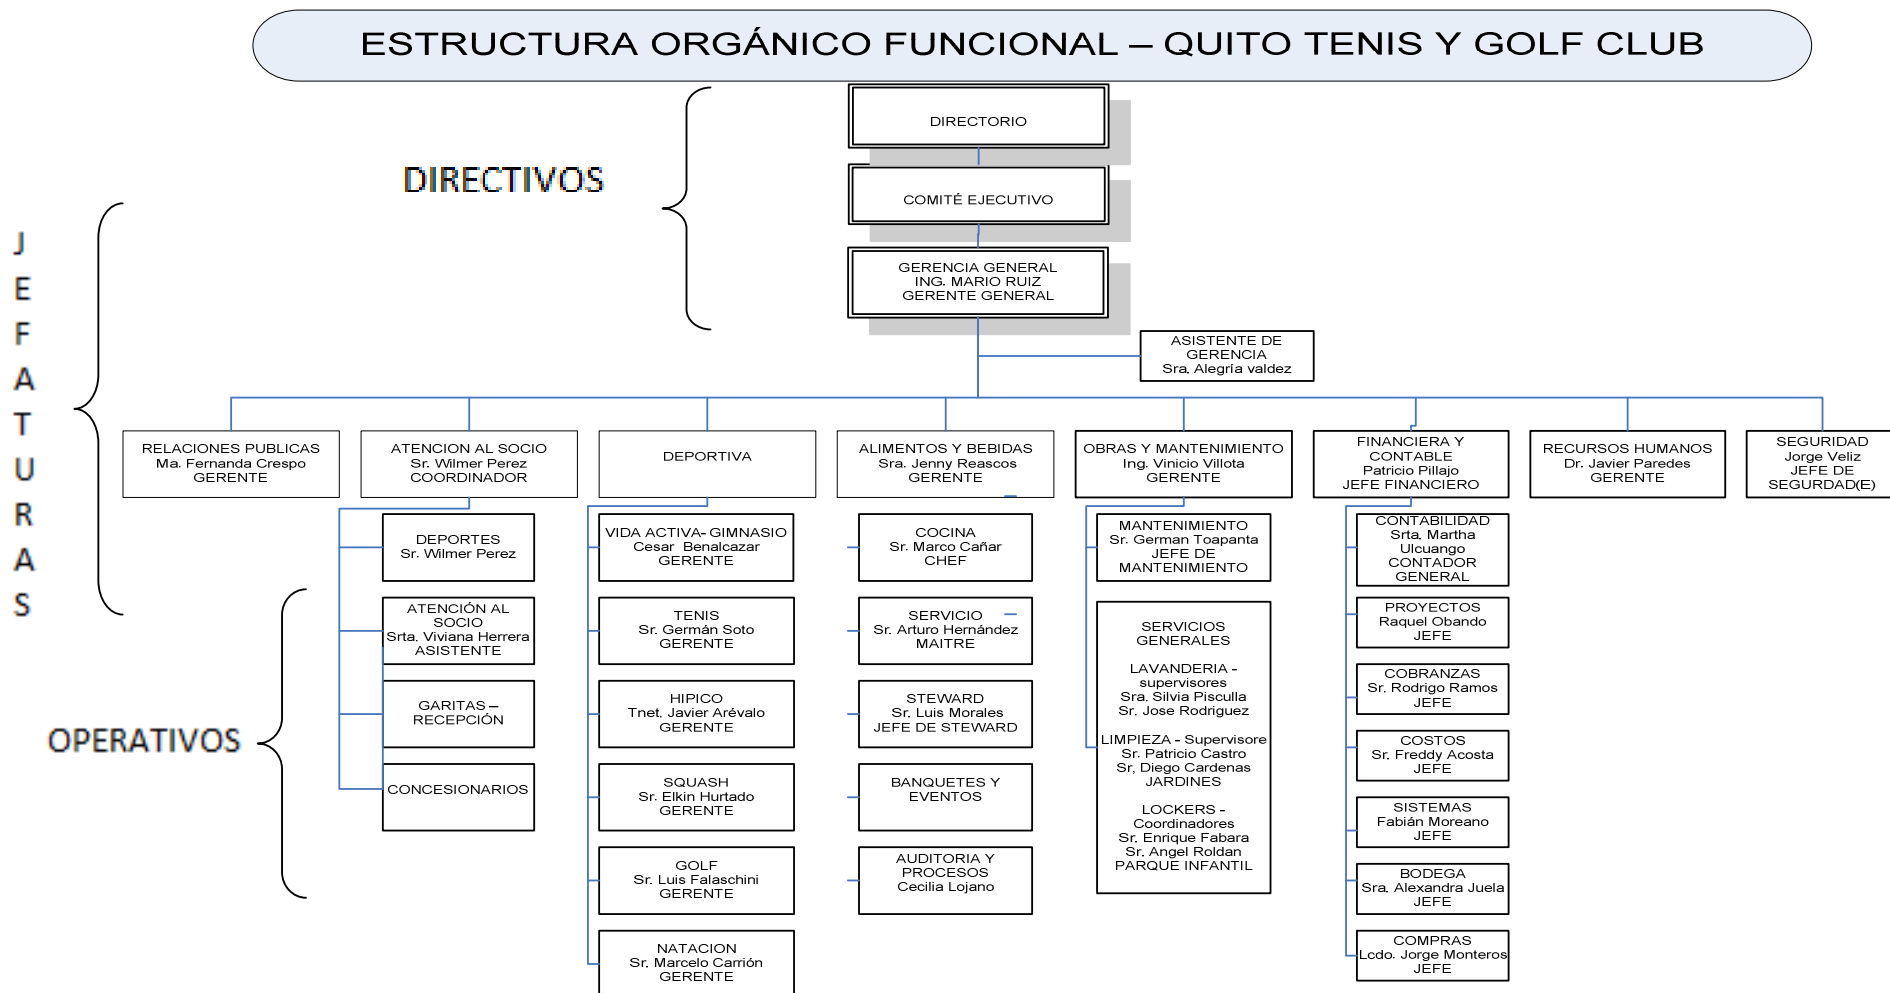 ESTRUCTURA ORGÁNICO FUNCIONAL – QUITO TENIS Y GOLF CLUB
DIRECTIVOS
DIRECTORIO
COMITÉ EJECUTIVO
GERENCIA GENERAL
ING. MARIO RUIZ
GERENTE GENERAL
ASISTENTE DE
GERENCIA
Sra. Alegría valdez
J
E
F
A
T
U
R
A
S
RELACIONES PUBLICAS
Ma. Fernanda Crespo
GERENTE
ATENCION AL SOCIO
Sr. Wilmer Perez
COORDINADOR
DEPORTIVA
ALIMENTOS Y BEBIDAS
Sra. Jenny Reascos
GERENTE
OBRAS Y MANTENIMIENTO
Ing. Vinicio Villota
GERENTE
FINANCIERA Y
CONTABLE
Patricio Pillajo
JEFE FINANCIERO
RECURSOS HUMANOS
Dr. Javier Paredes
GERENTE
SEGURIDAD
Jorge Veliz
JEFE DE
SEGURDAD(E)
OPERATIVOS
DEPORTES
Sr. Wilmer Perez
ATENCIÓN AL
SOCIO
Srta. Viviana Herrera
ASISTENTE
GARITAS –
RECEPCIÓN
CONCESIONARIOS
VIDA ACTIVA- GIMNASIO
Cesar Benalcazar
GERENTE
TENIS
Sr. Germán Soto
GERENTE
HIPICO
Tnet. Javier Arévalo
GERENTE
SQUASH
Sr. Elkin Hurtado
GERENTE
GOLF
Sr. Luis Falaschini
GERENTE
NATACION
Sr. Marcelo Carrión
GERENTE
COCINA
Sr. Marco Cañar
CHEF
SERVICIO
Sr. Arturo Hernández
MAITRE
STEWARD
Sr. Luis Morales
JEFE DE STEWARD
BANQUETES Y
EVENTOS
AUDITORIA Y
PROCESOS
Cecilia Lojano
MANTENIMIENTO
Sr. German Toapanta
JEFE DE
MANTENIMIENTO
SERVICIOS
GENERALES
LAVANDERIA -
supervisores
Sra. Silvia Pisculla
Sr. Jose Rodriguez
LIMPIEZA - Supervisore
Sr. Patricio Castro
Sr, Diego Cardenas
JARDINES
LOCKERS -
Coordinadores
Sr. Enrique Fabara
Sr. Angel Roldan
PARQUE INFANTIL
CONTABILIDAD
Srta. Martha
Ulcuango
CONTADOR
GENERAL
PROYECTOS
Raquel Obando
JEFE
COBRANZAS
Sr. Rodrigo Ramos
JEFE
COSTOS
Sr. Freddy Acosta
JEFE
SISTEMAS
Fabián Moreano
JEFE
BODEGA
Sra. Alexandra Juela
JEFE
COMPRAS
Lcdo. Jorge Monteros
JEFE